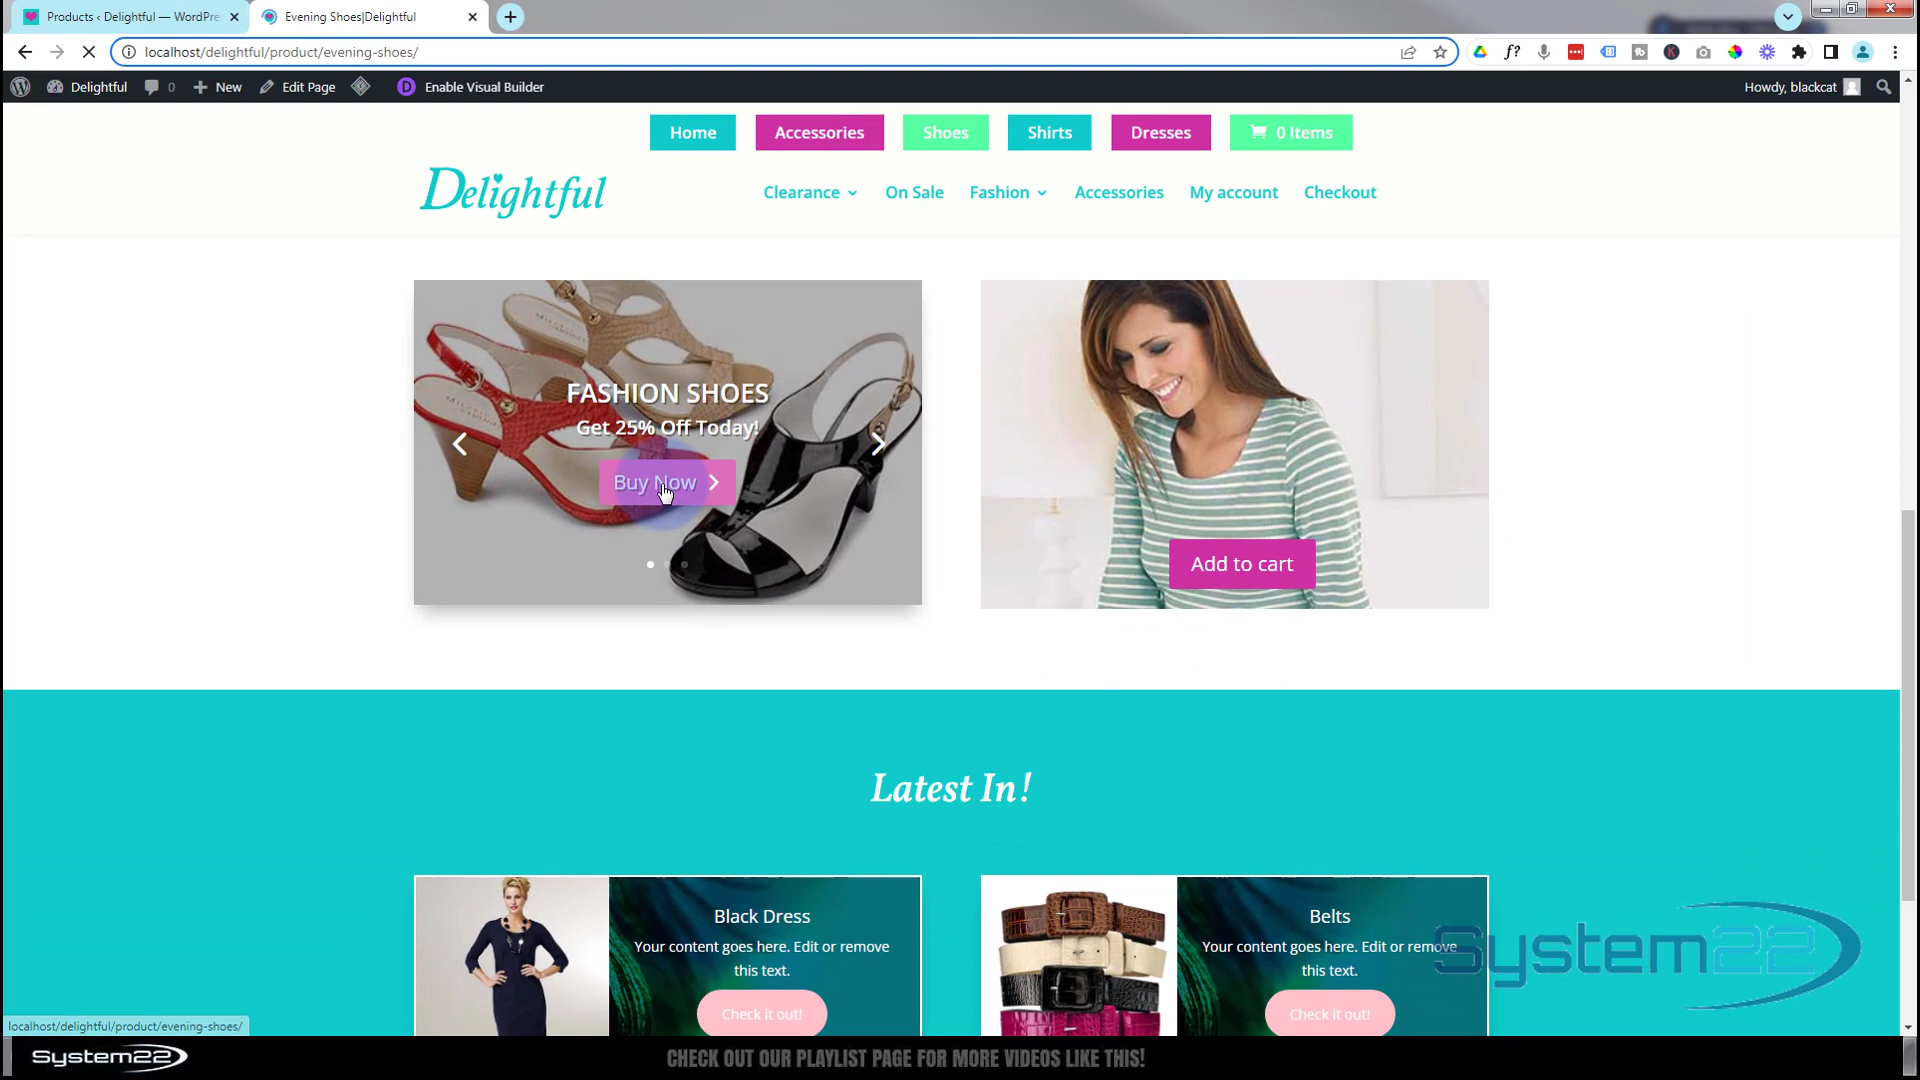 Products ‹ Delightful — WordPre
Evening Shoes|Delightful
localhost/delightful/product/evening-shoes/
f?
Delightful
0
New
Edit Page
D
Enable Visual Builder
Howdy, blackcat
Home
Accessories
Shoes
Shirts
Dresses
0 Items
Delightful
Clearance
On Sale
Fashion
Accessories
My account
Checkout
FASHION SHOES
Get 25% Off Today!
Buy Now
Add to cart
Latest In!
Black Dress
Your content goes here. Edit or remove
this text.
Check it out!
Belts
Your content goes here. Edit or remove
this text.
Check it out!
System22
localhost/delightful/product/evening-shoes/
System22
CHECK OUT OUR PLAYLIST PAGE FOR MORE VIDEOS LIKE THIS!